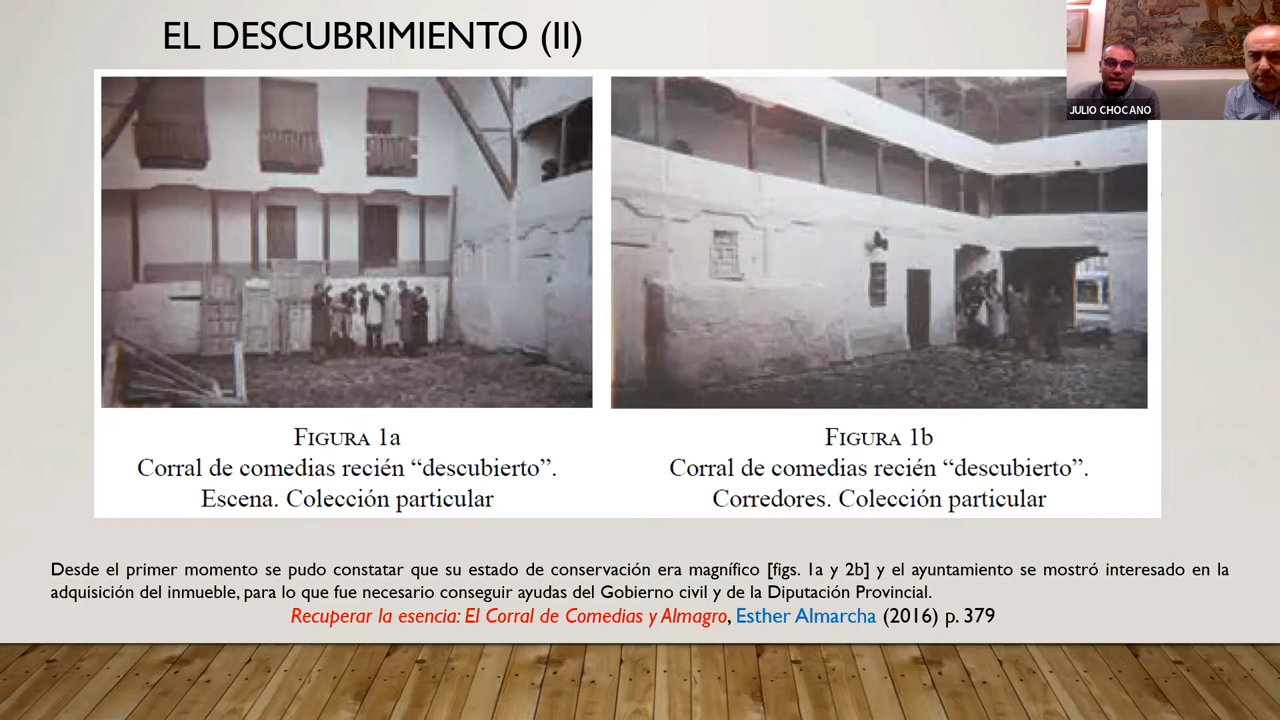 EL DESCUBRIMIENTO (II)
JULIO CHOCANO
FIGURA 1a
Corral de comedias recién “descubierto”.
Escena. Colección particular
FIGURA 1b
Corral de comedias recién “descubierto”.
Corredores. Colección particular
Desde el primer momento se pudo constatar que su estado de conservación era magnífico [figs. 1a y 2b] y el ayuntamiento se mostró interesado en la
adquisición del inmueble, para lo que fue necesario conseguir ayudas del Gobierno civil y de la Diputación Provincial.
Recuperar la esencia: El Corral de Comedias y Almagro, Esther Almarcha (2016) p. 379